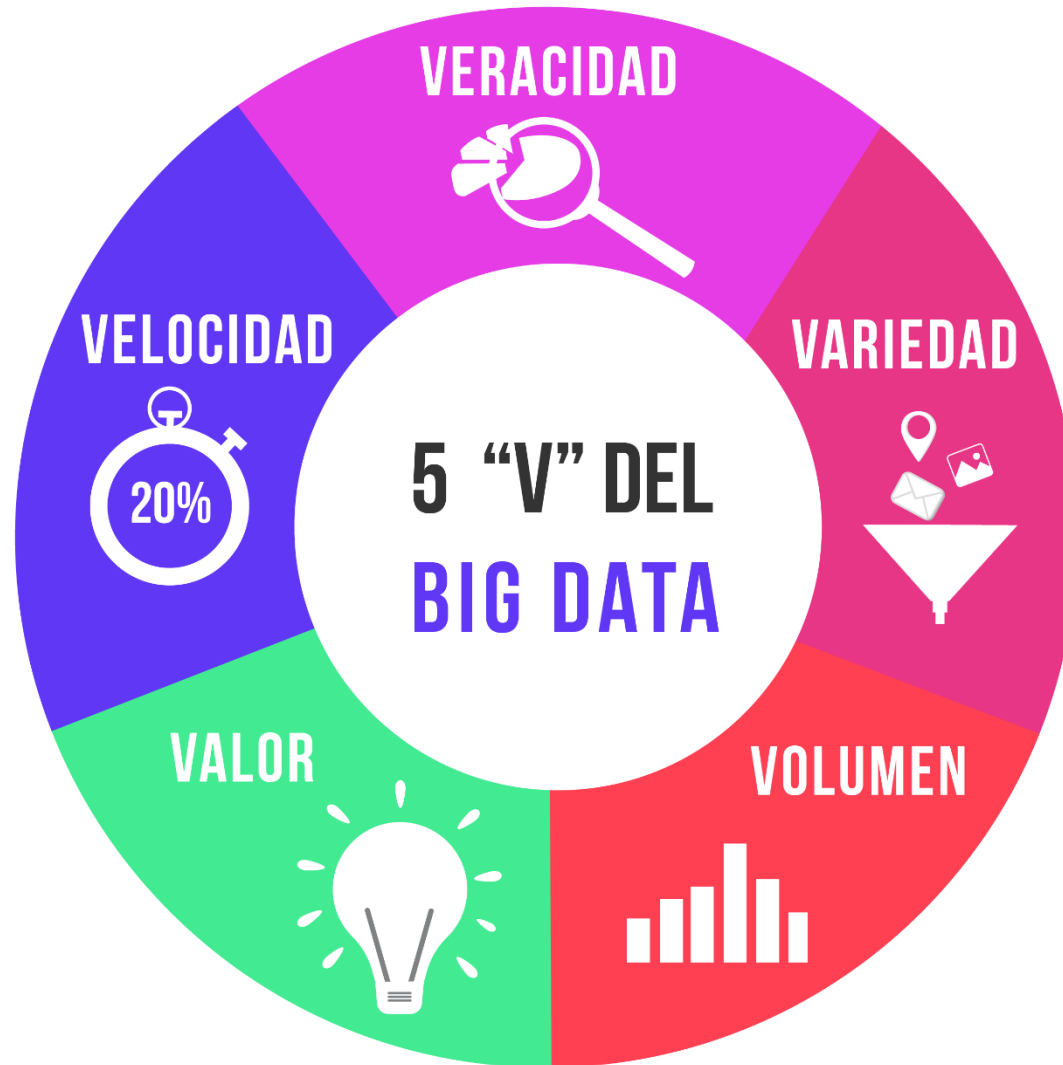 VERACIDAD
VELOCIDAD
20%
VARIEDAD
5 “V” DEL
BIG DATA
VALOR
VOLUMEN